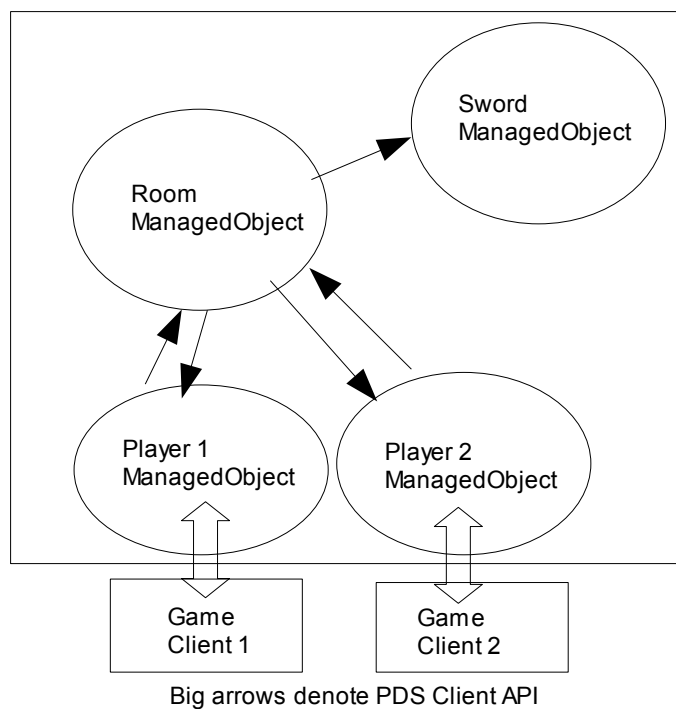 Sword
ManagedObject
Room
ManagedObject
Player 1
ManagedObject
Player 2
ManagedObject
Game
Client 1
Game
Client 2
Big arrows denote PDS Client API